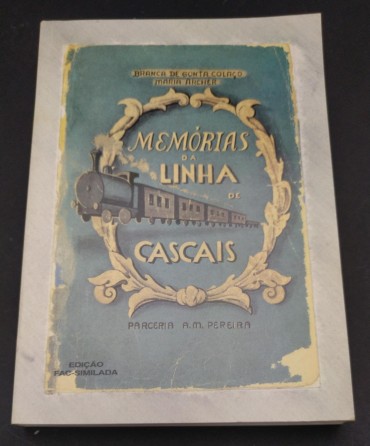 BRANCA DE GONTA COLAÇO
MARIA ARCHER
MEMÓRIAS
DA
LINHA
DE
CASCAIS
PARCERIA A.M. PEREIRA
EDIÇÃO
FAC-SIMILADA